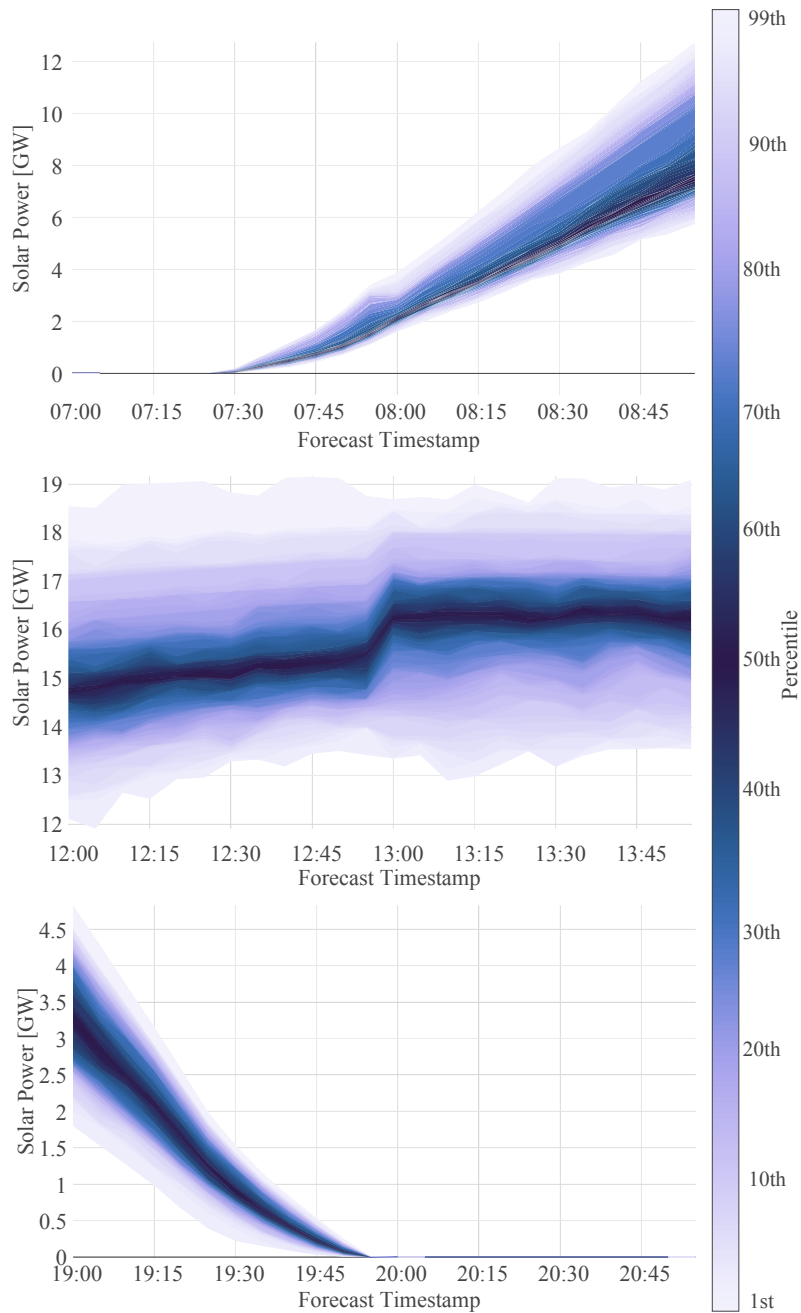 12
10
8
6
4
2
0
Solar Power [GW]
07:00 07:15 07:30 07:45 08:00 08:15 08:30 08:45
Forecast Timestamp
19
18
17
16
15
14
13
12
Solar Power [GW]
12:00 12:15 12:30 12:45 13:00 13:15 13:30 13:45
Forecast Timestamp
4.5
4
3.5
3
2.5
2
1.5
1
0.5
0
Solar Power [GW]
19:00 19:15 19:30 19:45 20:00 20:15 20:30 20:45
Forecast Timestamp
99th
90th
80th
70th
60th
50th
40th
30th
20th
10th
1st
Percentile